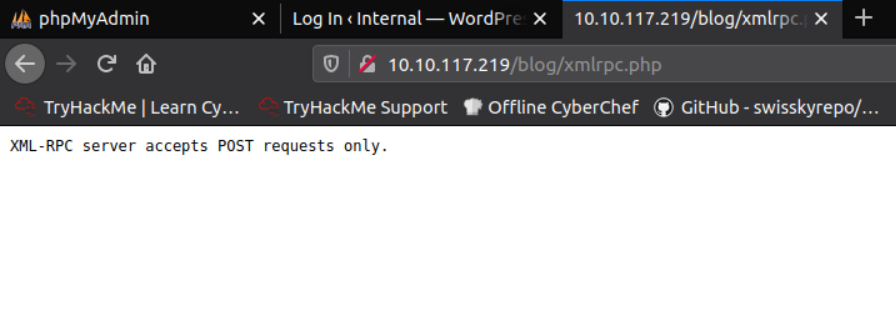 phpMyAdmin
Log In ‹ Internal — WordPre
10.10.117.219/blog/xmlrpc.
10.10.117.219/blog/xmlrpc.php
TryHackMe | Learn Cy…
TryHackMe Support
Offline CyberChef
GitHub - swisskyrepo/…
XML-RPC server accepts POST requests only.